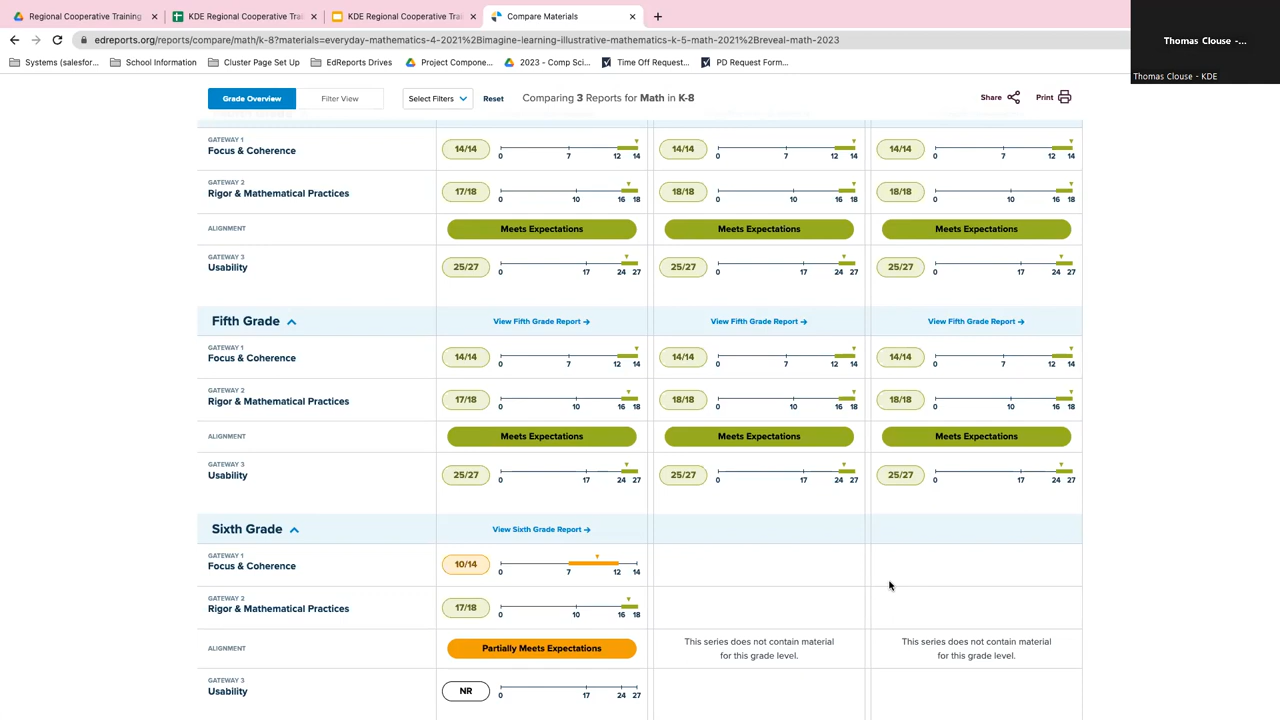 Regional Cooperative Training
KDE Regional Cooperative Trai
KDE Regional Cooperative Trai
Compare Materials
edreports.org/reports/compare/math/k-8?materials=everyday-mathematics-4-2021%2Bimagine-learning-illustrative-mathematics-k-5-math-2021%2Breveal-math-2023
Thomas Clouse -...
Thomas Clouse - KDE
Systems (salesfor...
School Information
Cluster Page Set Up
EdReports Drives
Project Compone...
2023 - Comp Sci...
Time Off Request...
PD Request Form...
Grade Overview
Filter View
Select Filters
Reset
Comparing 3 Reports for Math in K-8
Share
Print
GATEWAY 1
Focus & Coherence
14/14
0 7 12 14
14/14
0 7 12 14
14/14
0 7 12 14
GATEWAY 2
Rigor & Mathematical Practices
17/18
0 10 16 18
18/18
0 10 16 18
18/18
0 10 16 18
ALIGNMENT
Meets Expectations
Meets Expectations
Meets Expectations
GATEWAY 3
Usability
25/27
0 17 24 27
25/27
0 17 24 27
25/27
0 17 24 27
Fifth Grade
View Fifth Grade Report
View Fifth Grade Report
View Fifth Grade Report
GATEWAY 1
Focus & Coherence
14/14
0 7 12 14
14/14
0 7 12 14
14/14
0 7 12 14
GATEWAY 2
Rigor & Mathematical Practices
17/18
0 10 16 18
18/18
0 10 16 18
18/18
0 10 16 18
ALIGNMENT
Meets Expectations
Meets Expectations
Meets Expectations
GATEWAY 3
Usability
25/27
0 17 24 27
25/27
0 17 24 27
25/27
0 17 24 27
Sixth Grade
View Sixth Grade Report
GATEWAY 1
Focus & Coherence
10/14
0 7 12 14
GATEWAY 2
Rigor & Mathematical Practices
17/18
0 10 16 18
ALIGNMENT
Partially Meets Expectations
This series does not contain material
for this grade level.
This series does not contain material
for this grade level.
GATEWAY 3
Usability
NR
0 17 24 27